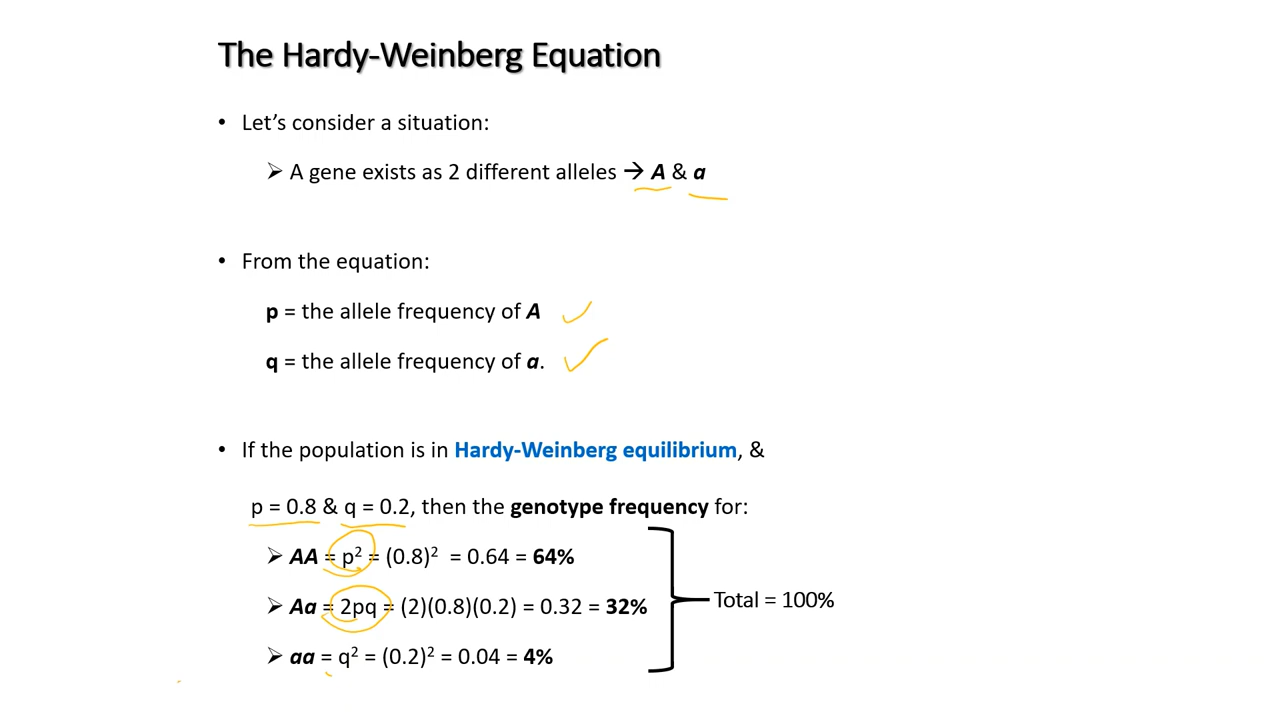 The Hardy-Weinberg Equation
• Let’s consider a situation:
➢ A gene exists as 2 different alleles → A & a
• From the equation:
p = the allele frequency of A
q = the allele frequency of a.
• If the population is in Hardy-Weinberg equilibrium, &
p = 0.8 & q = 0.2, then the genotype frequency for:
➢ AA = p² = (0.8)² = 0.64 = 64%
➢ Aa = 2pq = (2)(0.8)(0.2) = 0.32 = 32%
Total = 100%
➢ aa = q² = (0.2)² = 0.04 = 4%